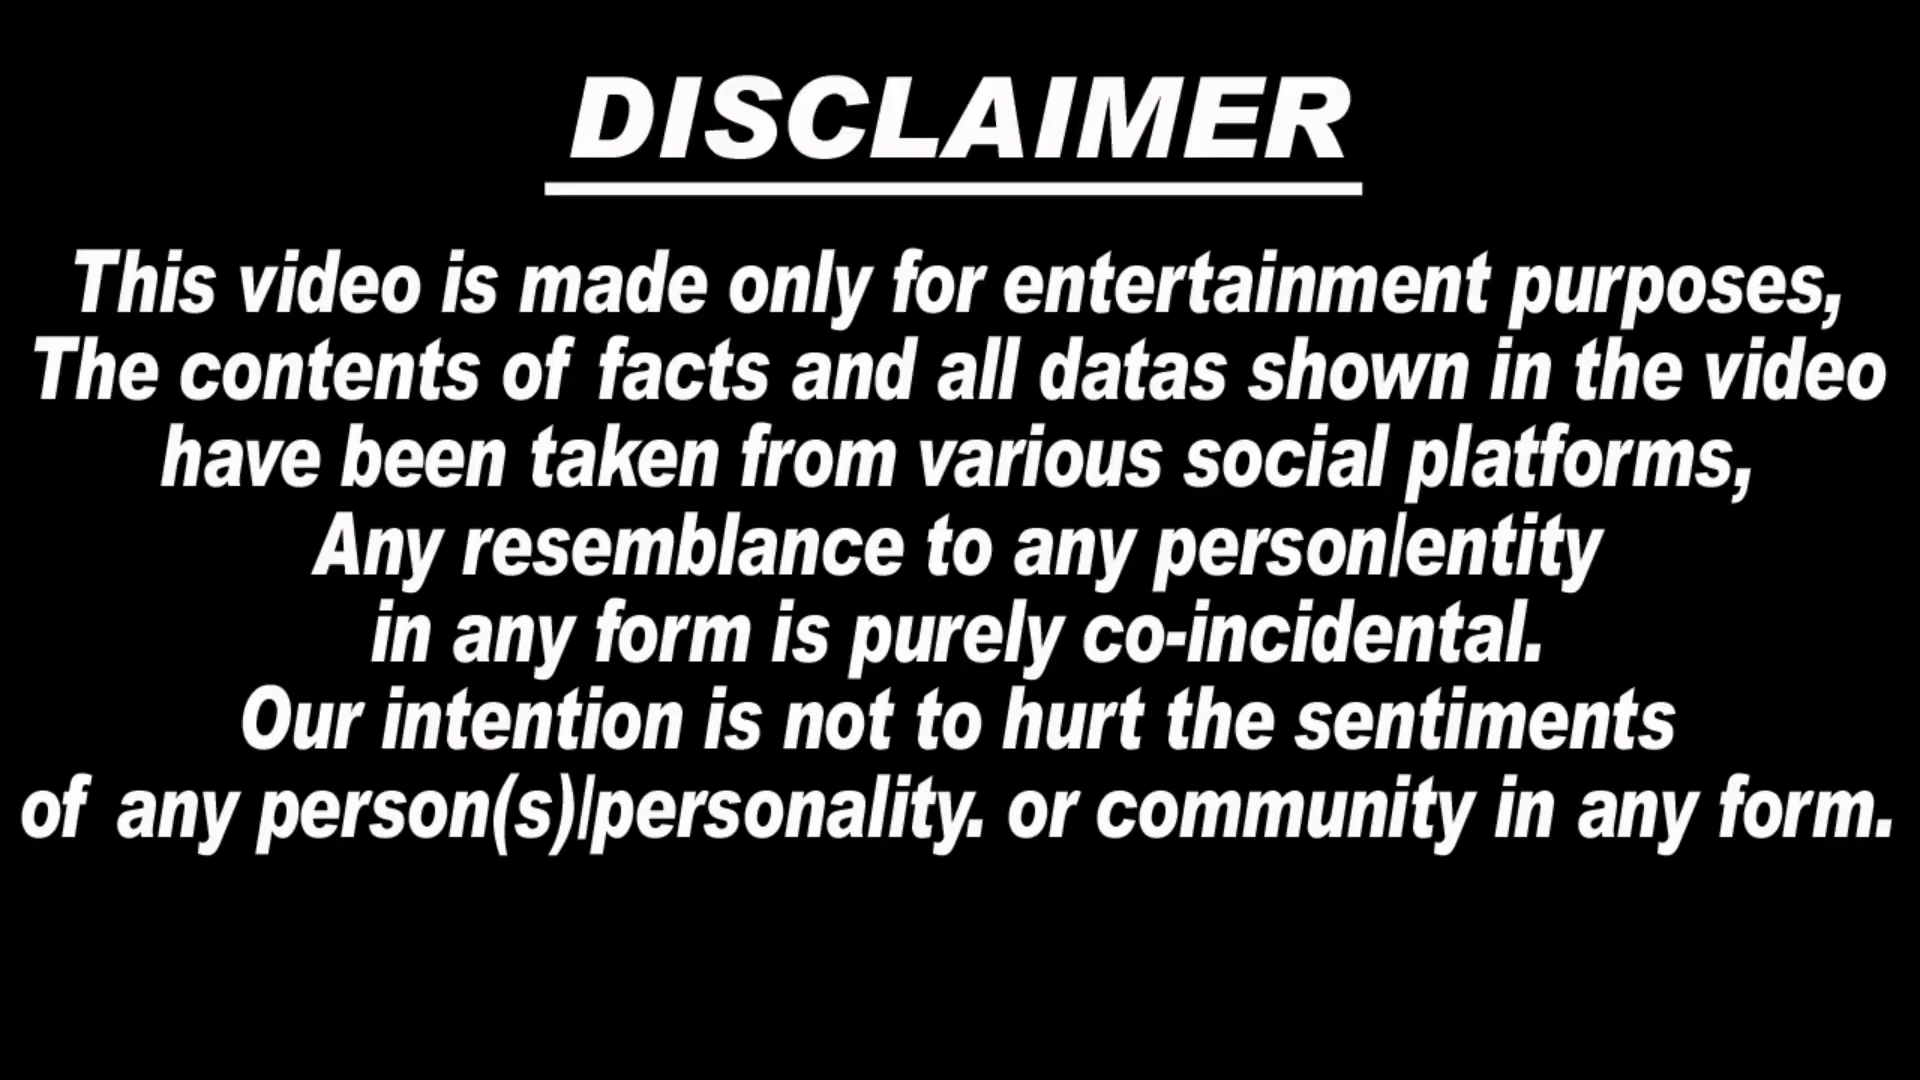 DISCLAIMER
This video is made only for entertainment purposes,
The contents of facts and all datas shown in the video
have been taken from various social platforms,
Any resemblance to any person|entity
in any form is purely co-incidental.
Our intention is not to hurt the sentiments
of any person(s)|personality. or community in any form.